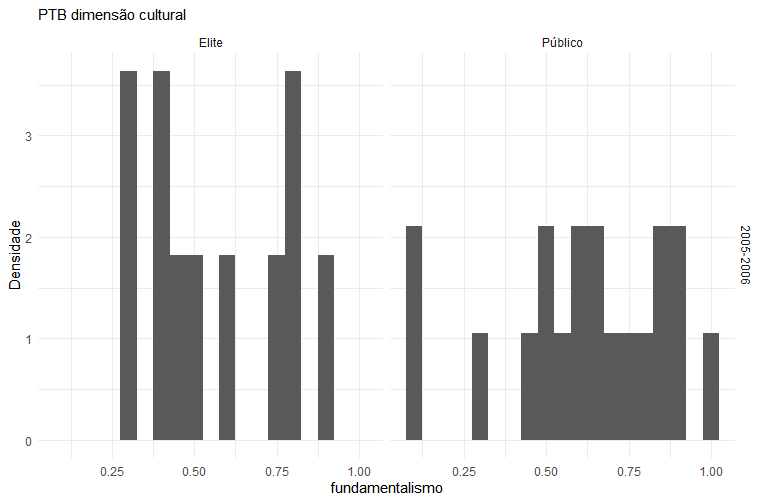 PTB dimensão cultural
Elite
Público
Densidade
3
2
1
0
2005-2006
0.25 0.50 0.75 1.00
0.25 0.50 0.75 1.00
fundamentalismo